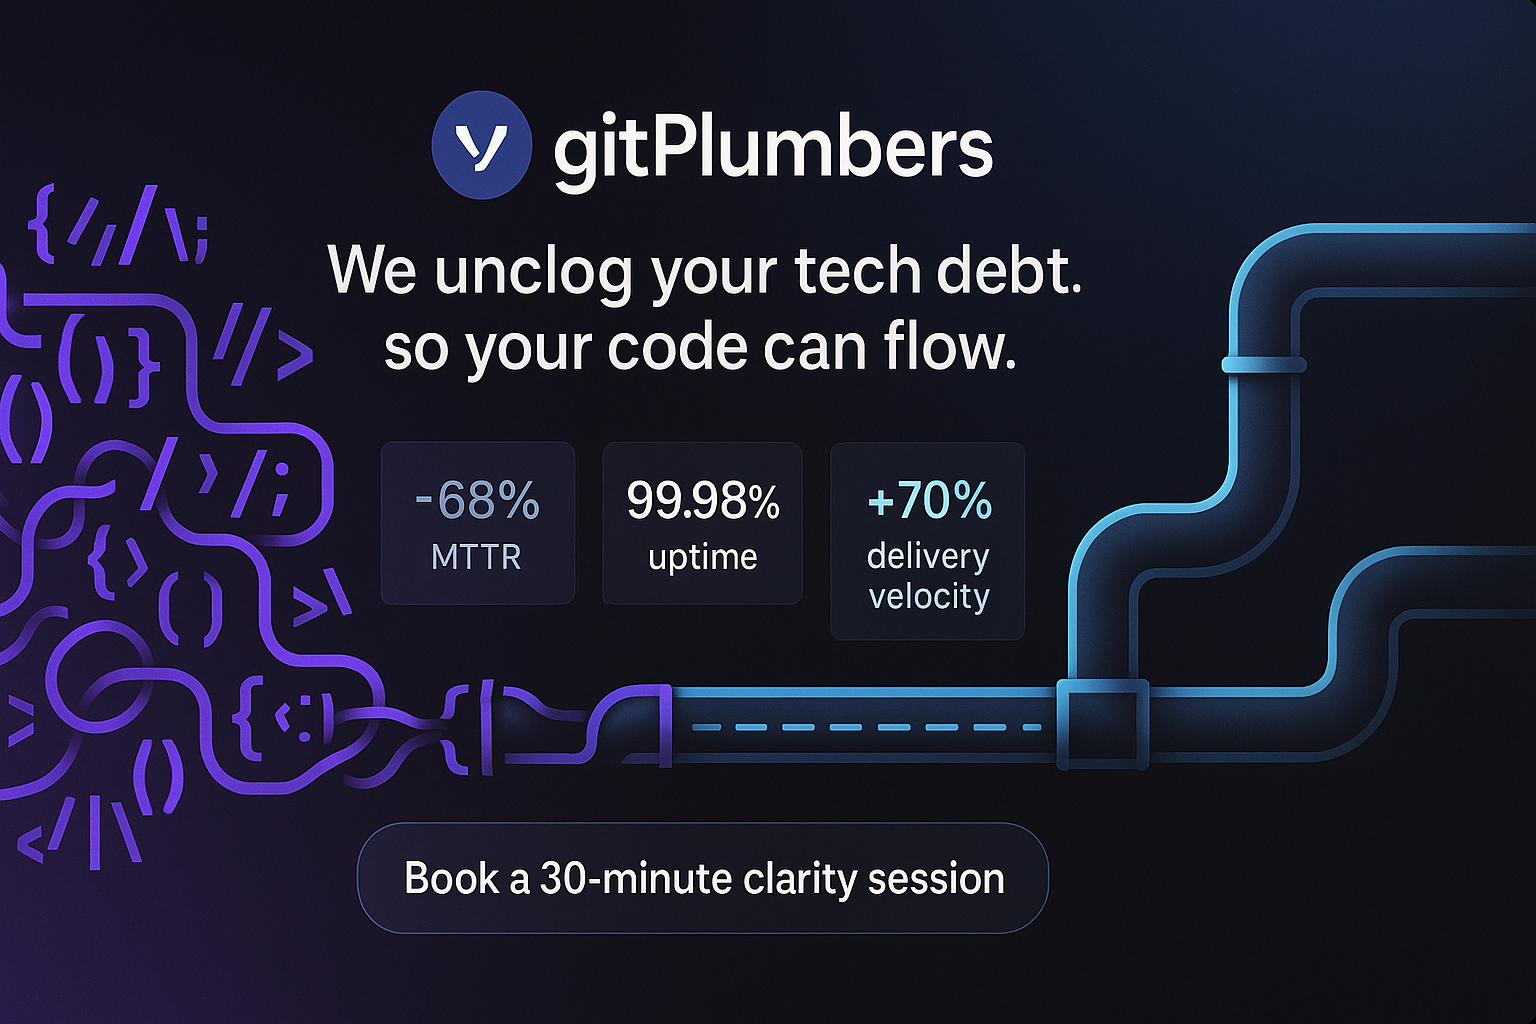 gitPlumbers
We unclog your tech debt.
so your code can flow.
-68%
MTTR
99.98%
uptime
+70%
delivery
velocity
Book a 30-minute clarity session